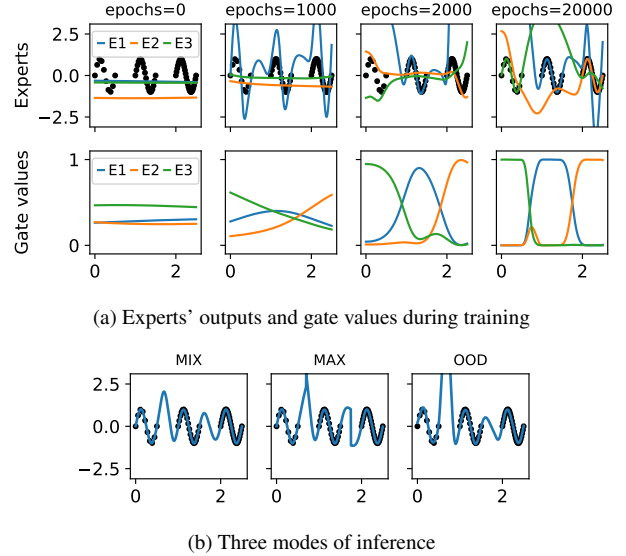 epochs=0 epochs=1000 epochs=2000 epochs=20000
Experts
2.5
0.0
−2.5
E1 E2 E3
Gate values
1
0
E1 E2 E3
0 2 0 2 0 2 0 2
(a) Experts' outputs and gate values during training
MIX MAX OOD
2.5
0.0
−2.5
0 2 0 2 0 2
(b) Three modes of inference